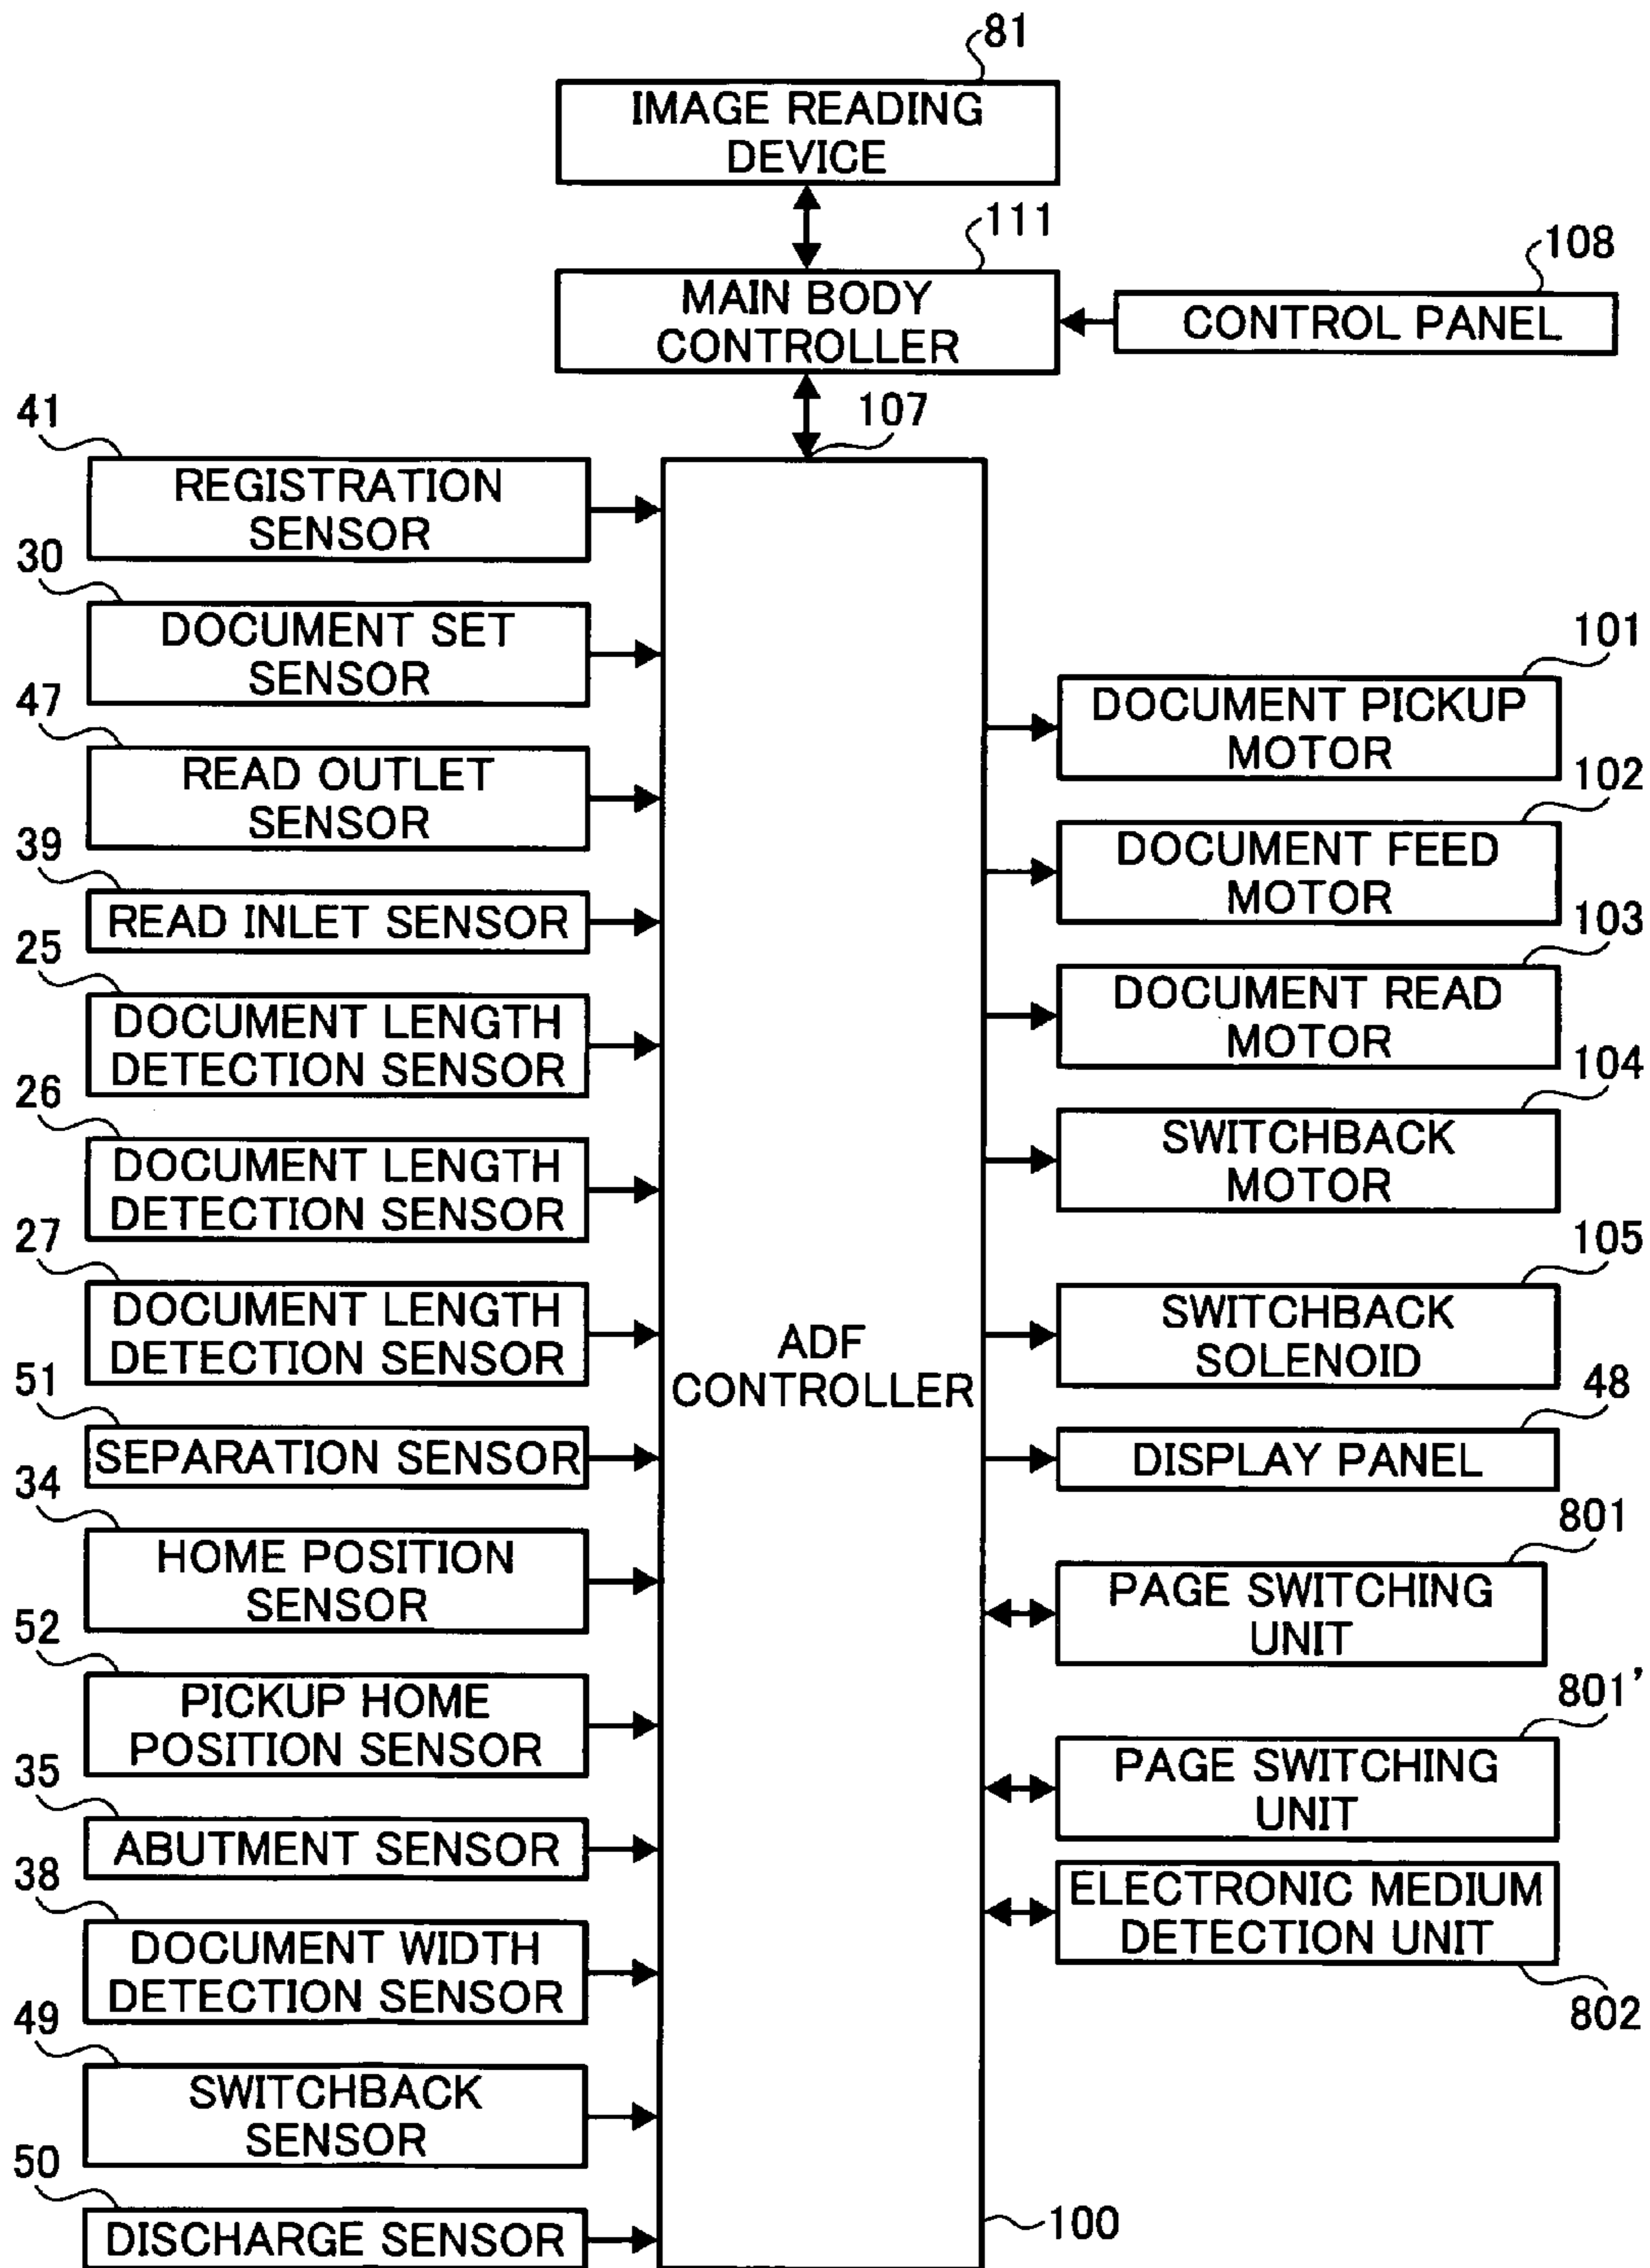 81
IMAGE READING
DEVICE
111
MAIN BODY
CONTROLLER
108
CONTROL PANEL
107
41
REGISTRATION
SENSOR
30
DOCUMENT SET
SENSOR
47
READ OUTLET
SENSOR
39
READ INLET SENSOR
25
DOCUMENT LENGTH
DETECTION SENSOR
26
DOCUMENT LENGTH
DETECTION SENSOR
27
DOCUMENT LENGTH
DETECTION SENSOR
51
SEPARATION SENSOR
34
HOME POSITION
SENSOR
52
PICKUP HOME
POSITION SENSOR
35
ABUTMENT SENSOR
38
DOCUMENT WIDTH
DETECTION SENSOR
49
SWITCHBACK
SENSOR
50
DISCHARGE SENSOR
ADF
CONTROLLER
100
101
DOCUMENT PICKUP
MOTOR
102
DOCUMENT FEED
MOTOR
103
DOCUMENT READ
MOTOR
104
SWITCHBACK
MOTOR
105
SWITCHBACK
SOLENOID
48
DISPLAY PANEL
801
PAGE SWITCHING
UNIT
801'
PAGE SWITCHING
UNIT
ELECTRONIC MEDIUM
DETECTION UNIT
802